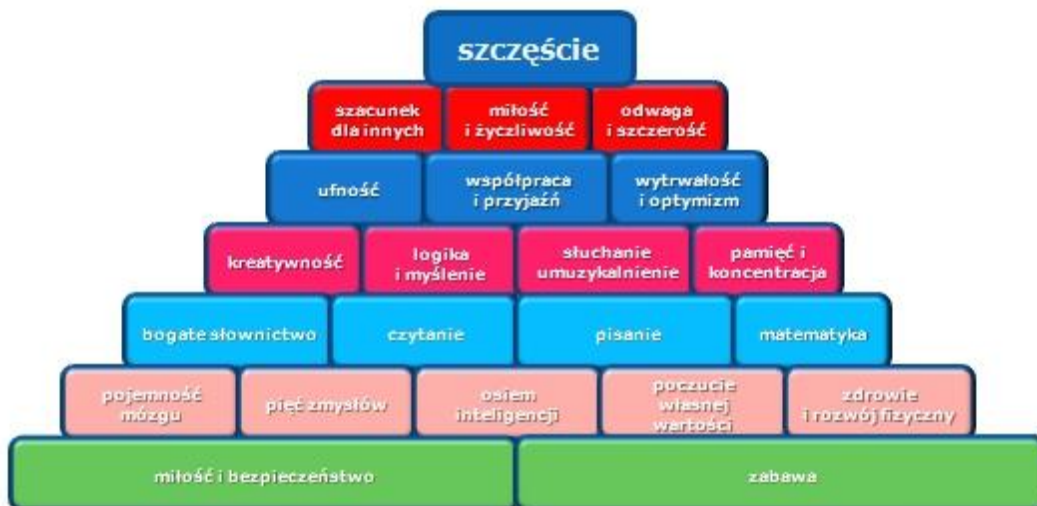 szczęście
szacunek
dla innych
miłość
i życzliwość
odwaga
i szczerość
ufność
współpraca
i przyjaźń
wytrwałość
i optymizm
kreatywność
logika
i myślenie
słuchanie
umuzykalnienie
pamięć i
koncentracja
bogate słownictwo
czytanie
pisanie
matematyka
pojemność
mózgu
pięć zmysłów
osiem
inteligencji
poczucie
własnej
wartości
zdrowie
i rozwój fizyczny
miłość i bezpieczeństwo
zabawa